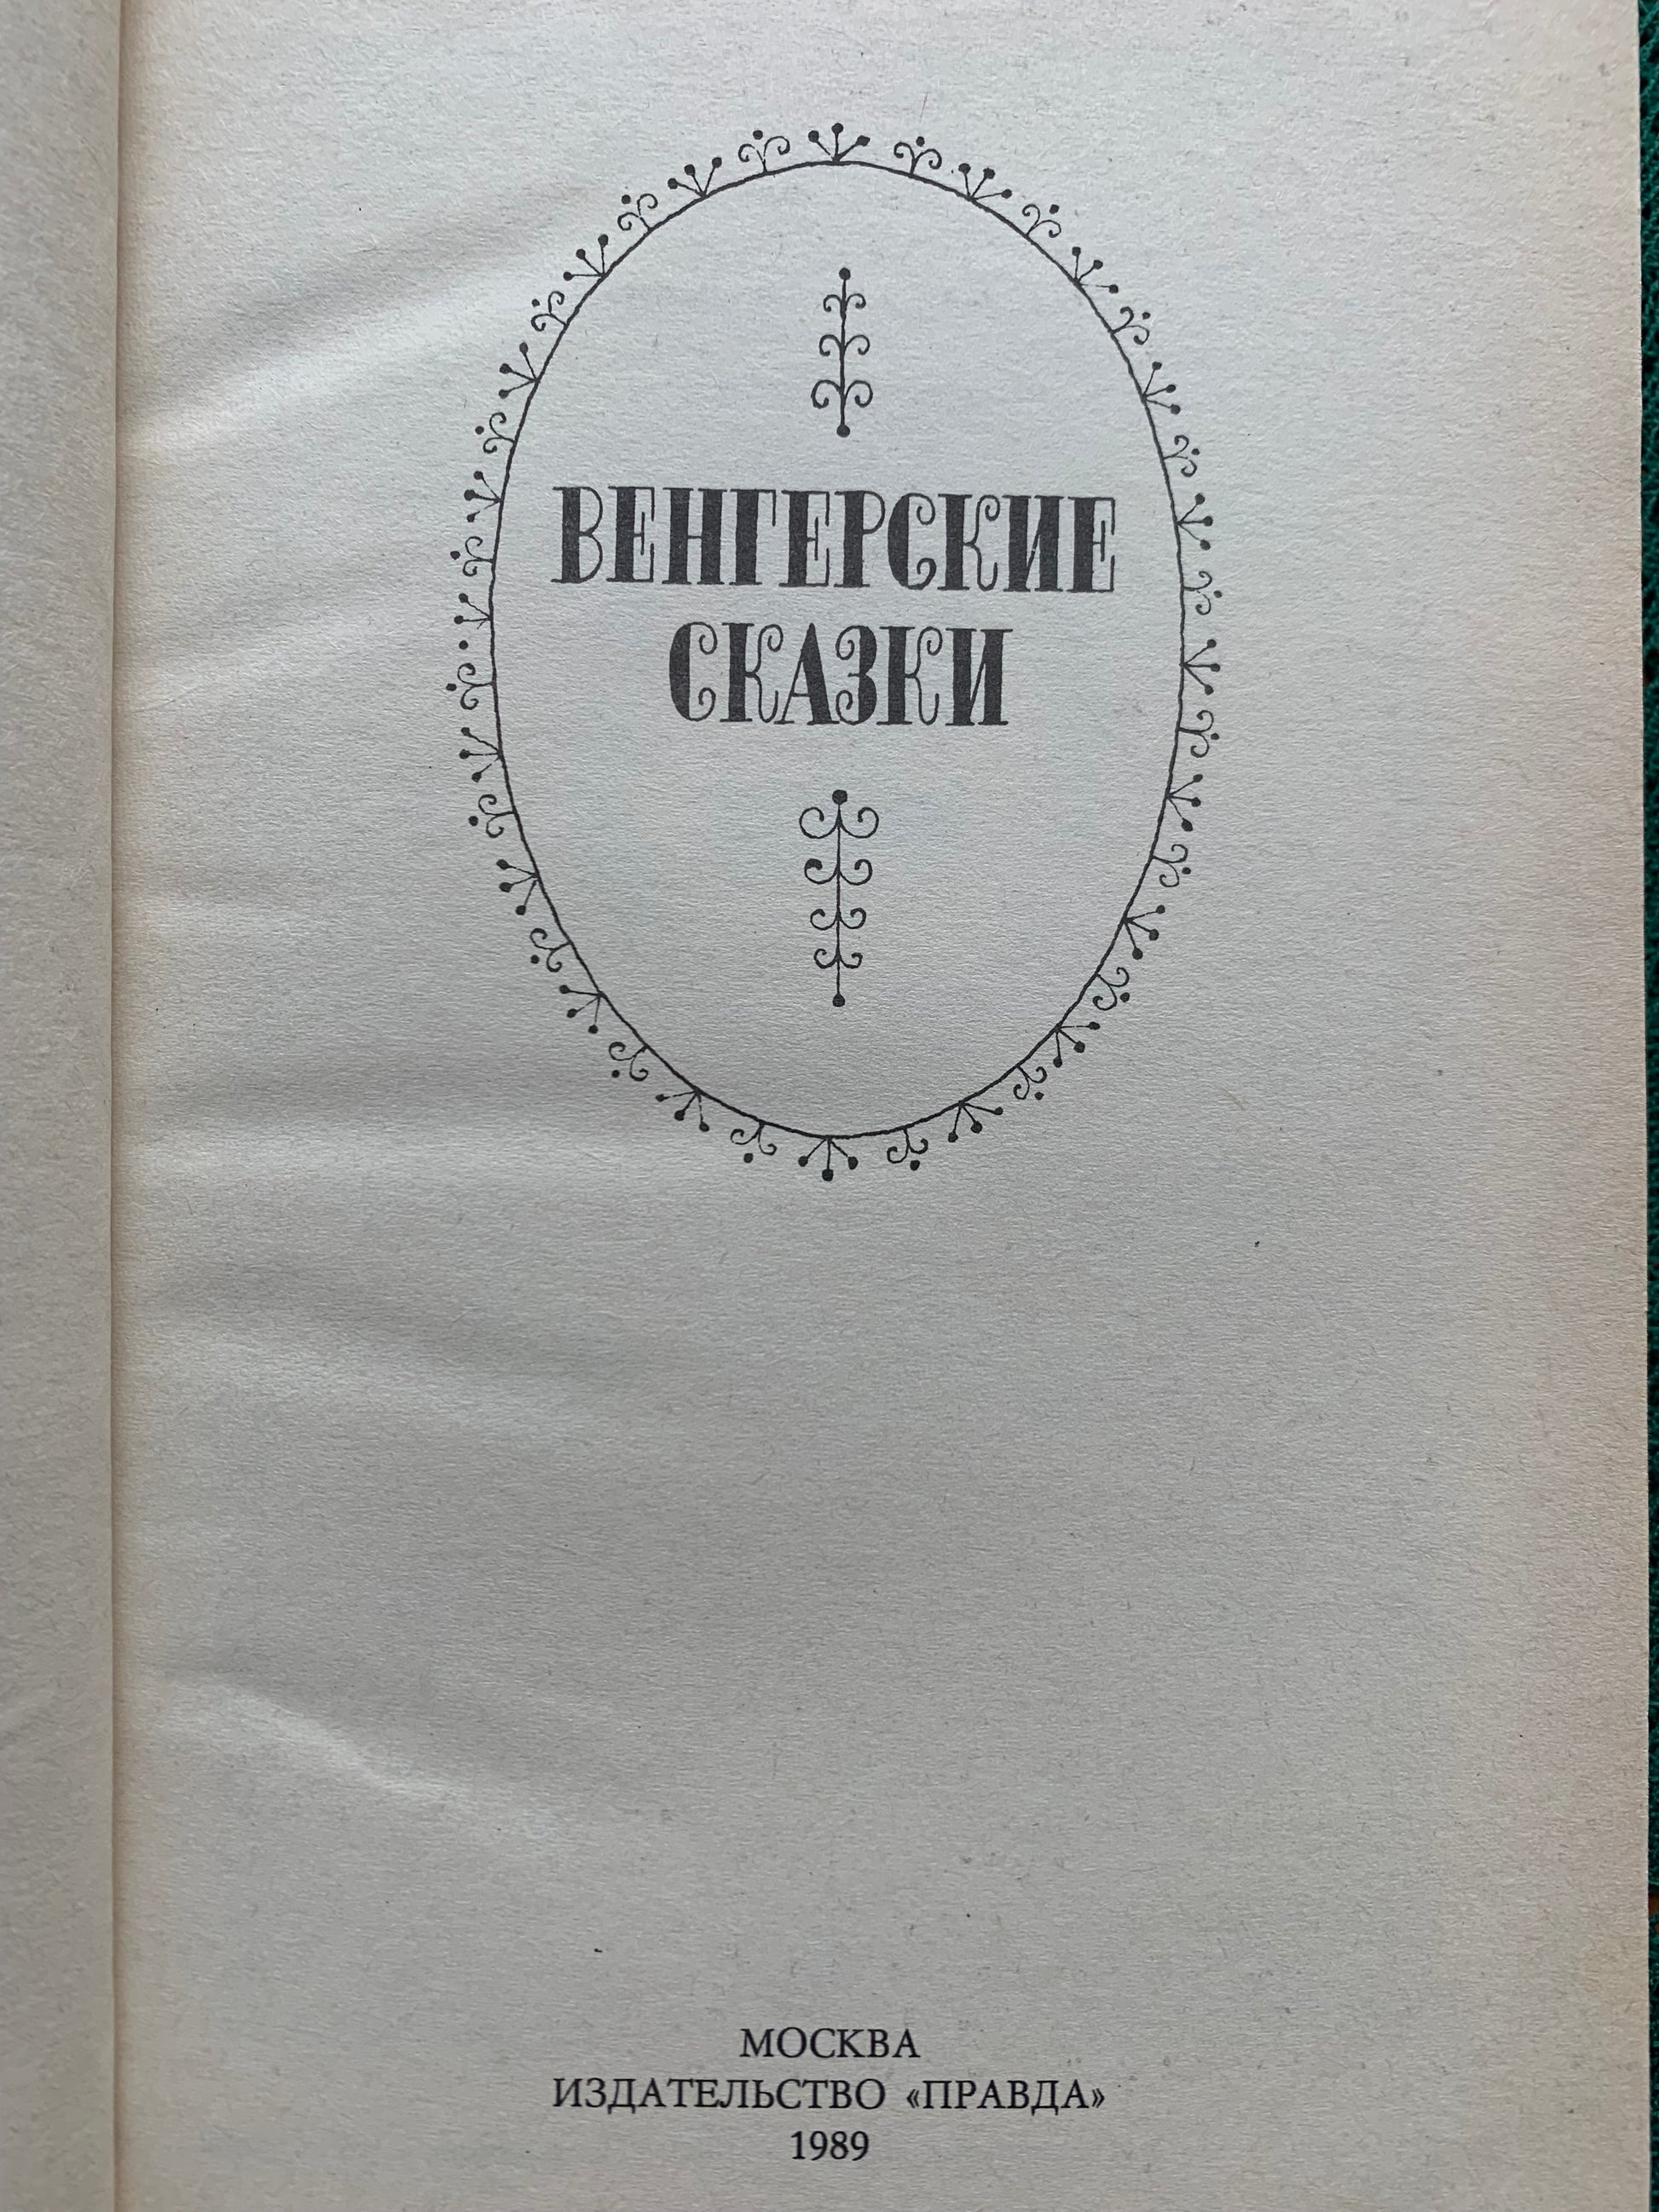 ВЕНГЕРСКИЕ
СКАЗКИ
МОСКВА
ИЗДАТЕЛЬСТВО «ПРАВДА»
1989